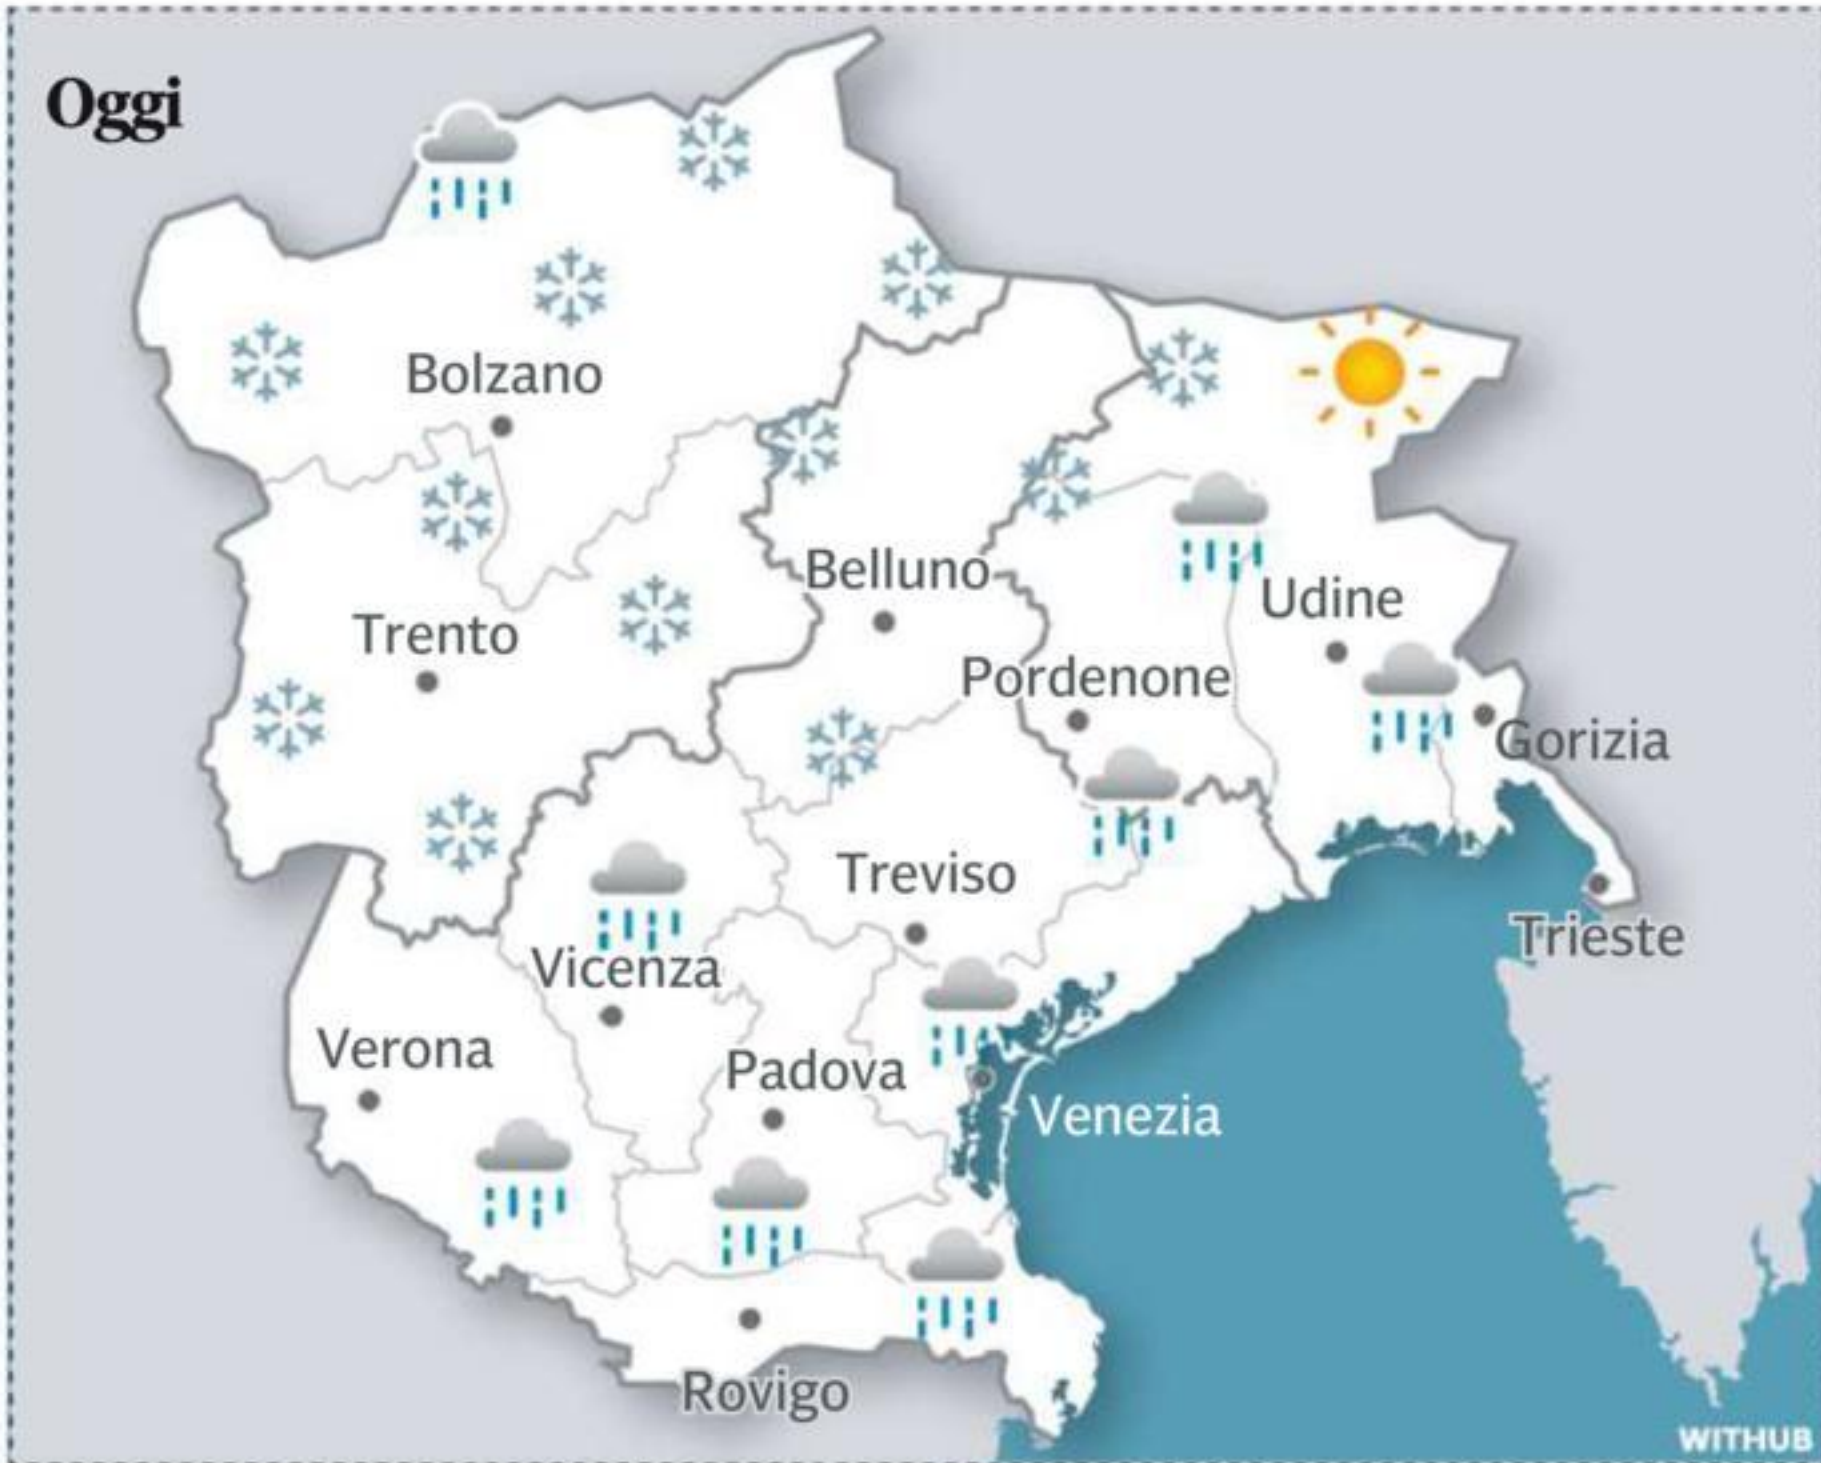 Oggi
Bolzano
Belluno
Trento
Udine
Pordenone
Gorizia
Treviso
Trieste
Vicenza
Verona
Padova
Venezia
Rovigo
WITHUB